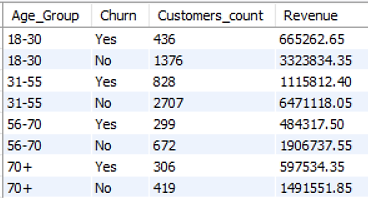 Age_Group Churn Customers_count Revenue
18-30 Yes 436 665262.65
18-30 No 1376 3323834.35
31-55 Yes 828 1115812.40
31-55 No 2707 6471118.05
56-70 Yes 299 484317.50
56-70 No 672 1906737.55
70+ Yes 306 597534.35
70+ No 419 1491551.85